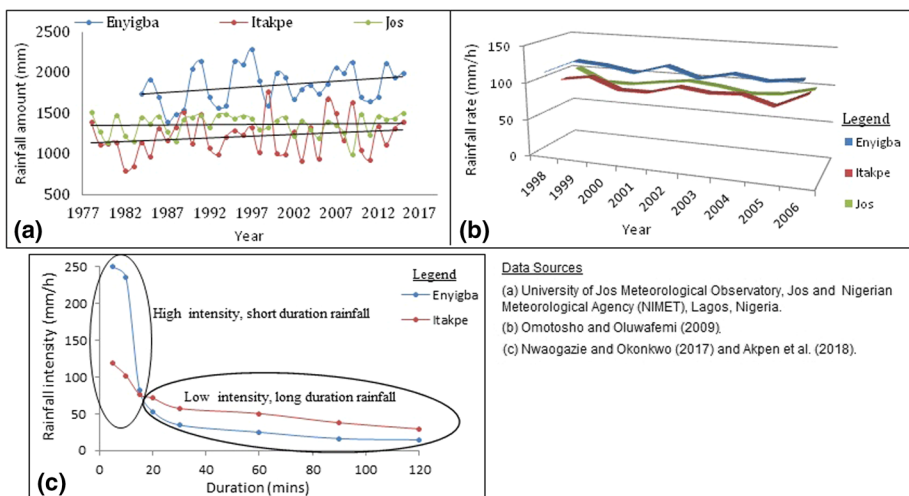 Enyigba Itakpe Jos
Rainfall amount (mm)
2500
2000
1500
1000
500
1977 1982 1987 1992 1997 2002 2007 2012 2017
Year
(a)
Rainfall rate (mm/h)
150
100
50
0
1998 1999 2000 2001 2002 2003 2004 2005 2006
Year
(b)
Legend
Enyigba
Itakpe
Jos
Rainfall intensity (mm/h)
250
200
150
100
50
0
0 20 40 60 80 100 120
Duration (mins)
(c)
Legend
Enyigba
Itakpe
High intensity, short duration rainfall
Low intensity, long duration rainfall
Data Sources
(a) University of Jos Meteorological Observatory, Jos and Nigerian
Meteorological Agency (NIMET), Lagos, Nigeria.
(b) Omotosho and Oluwafemi (2009).
(c) Nwaogazie and Okonkwo (2017) and Akpen et al. (2018).